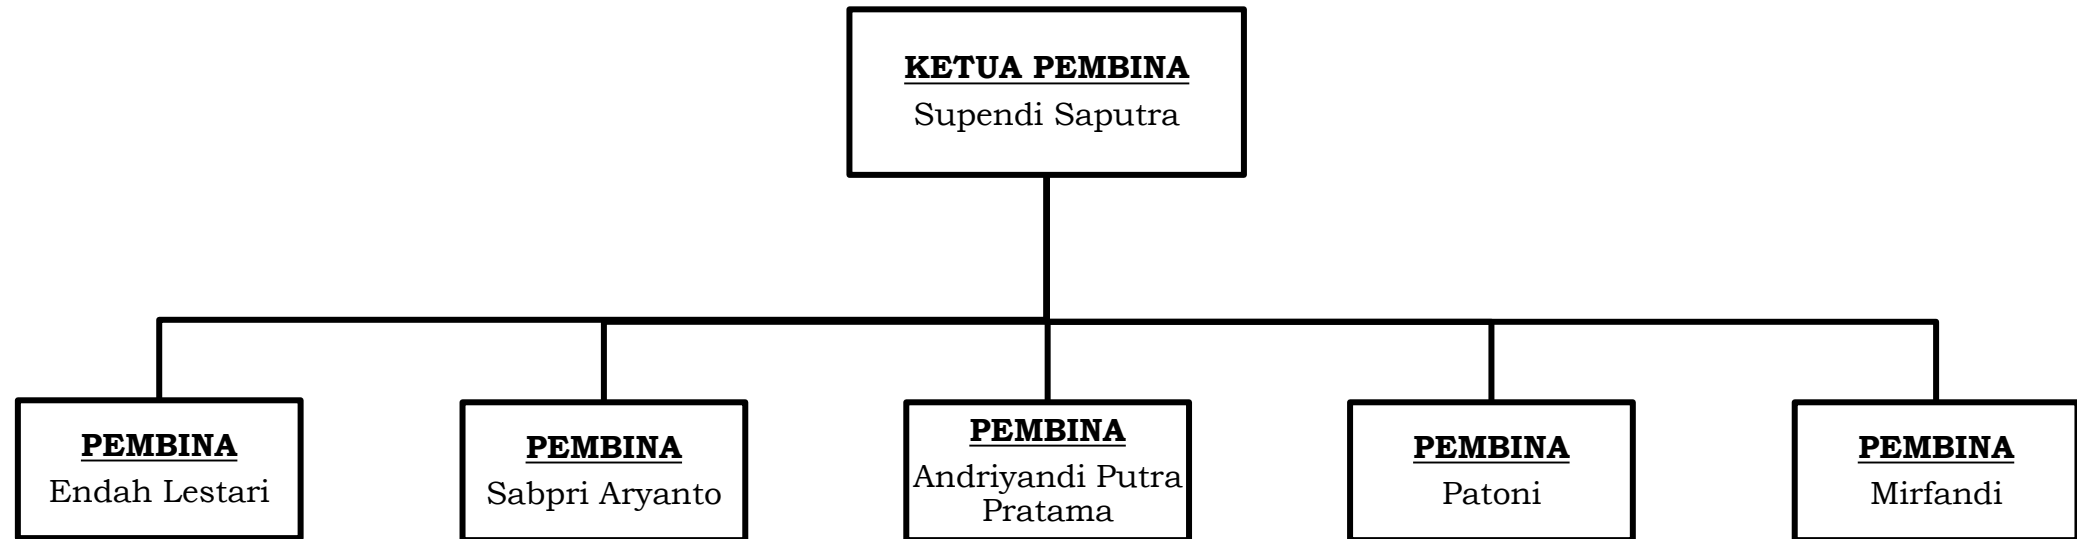 KETUA PEMBINA
Supendi Saputra
PEMBINA
Endah Lestari
PEMBINA
Sabpri Aryanto
PEMBINA
Andriyandi Putra
Pratama
PEMBINA
Patoni
PEMBINA
Mirfandi